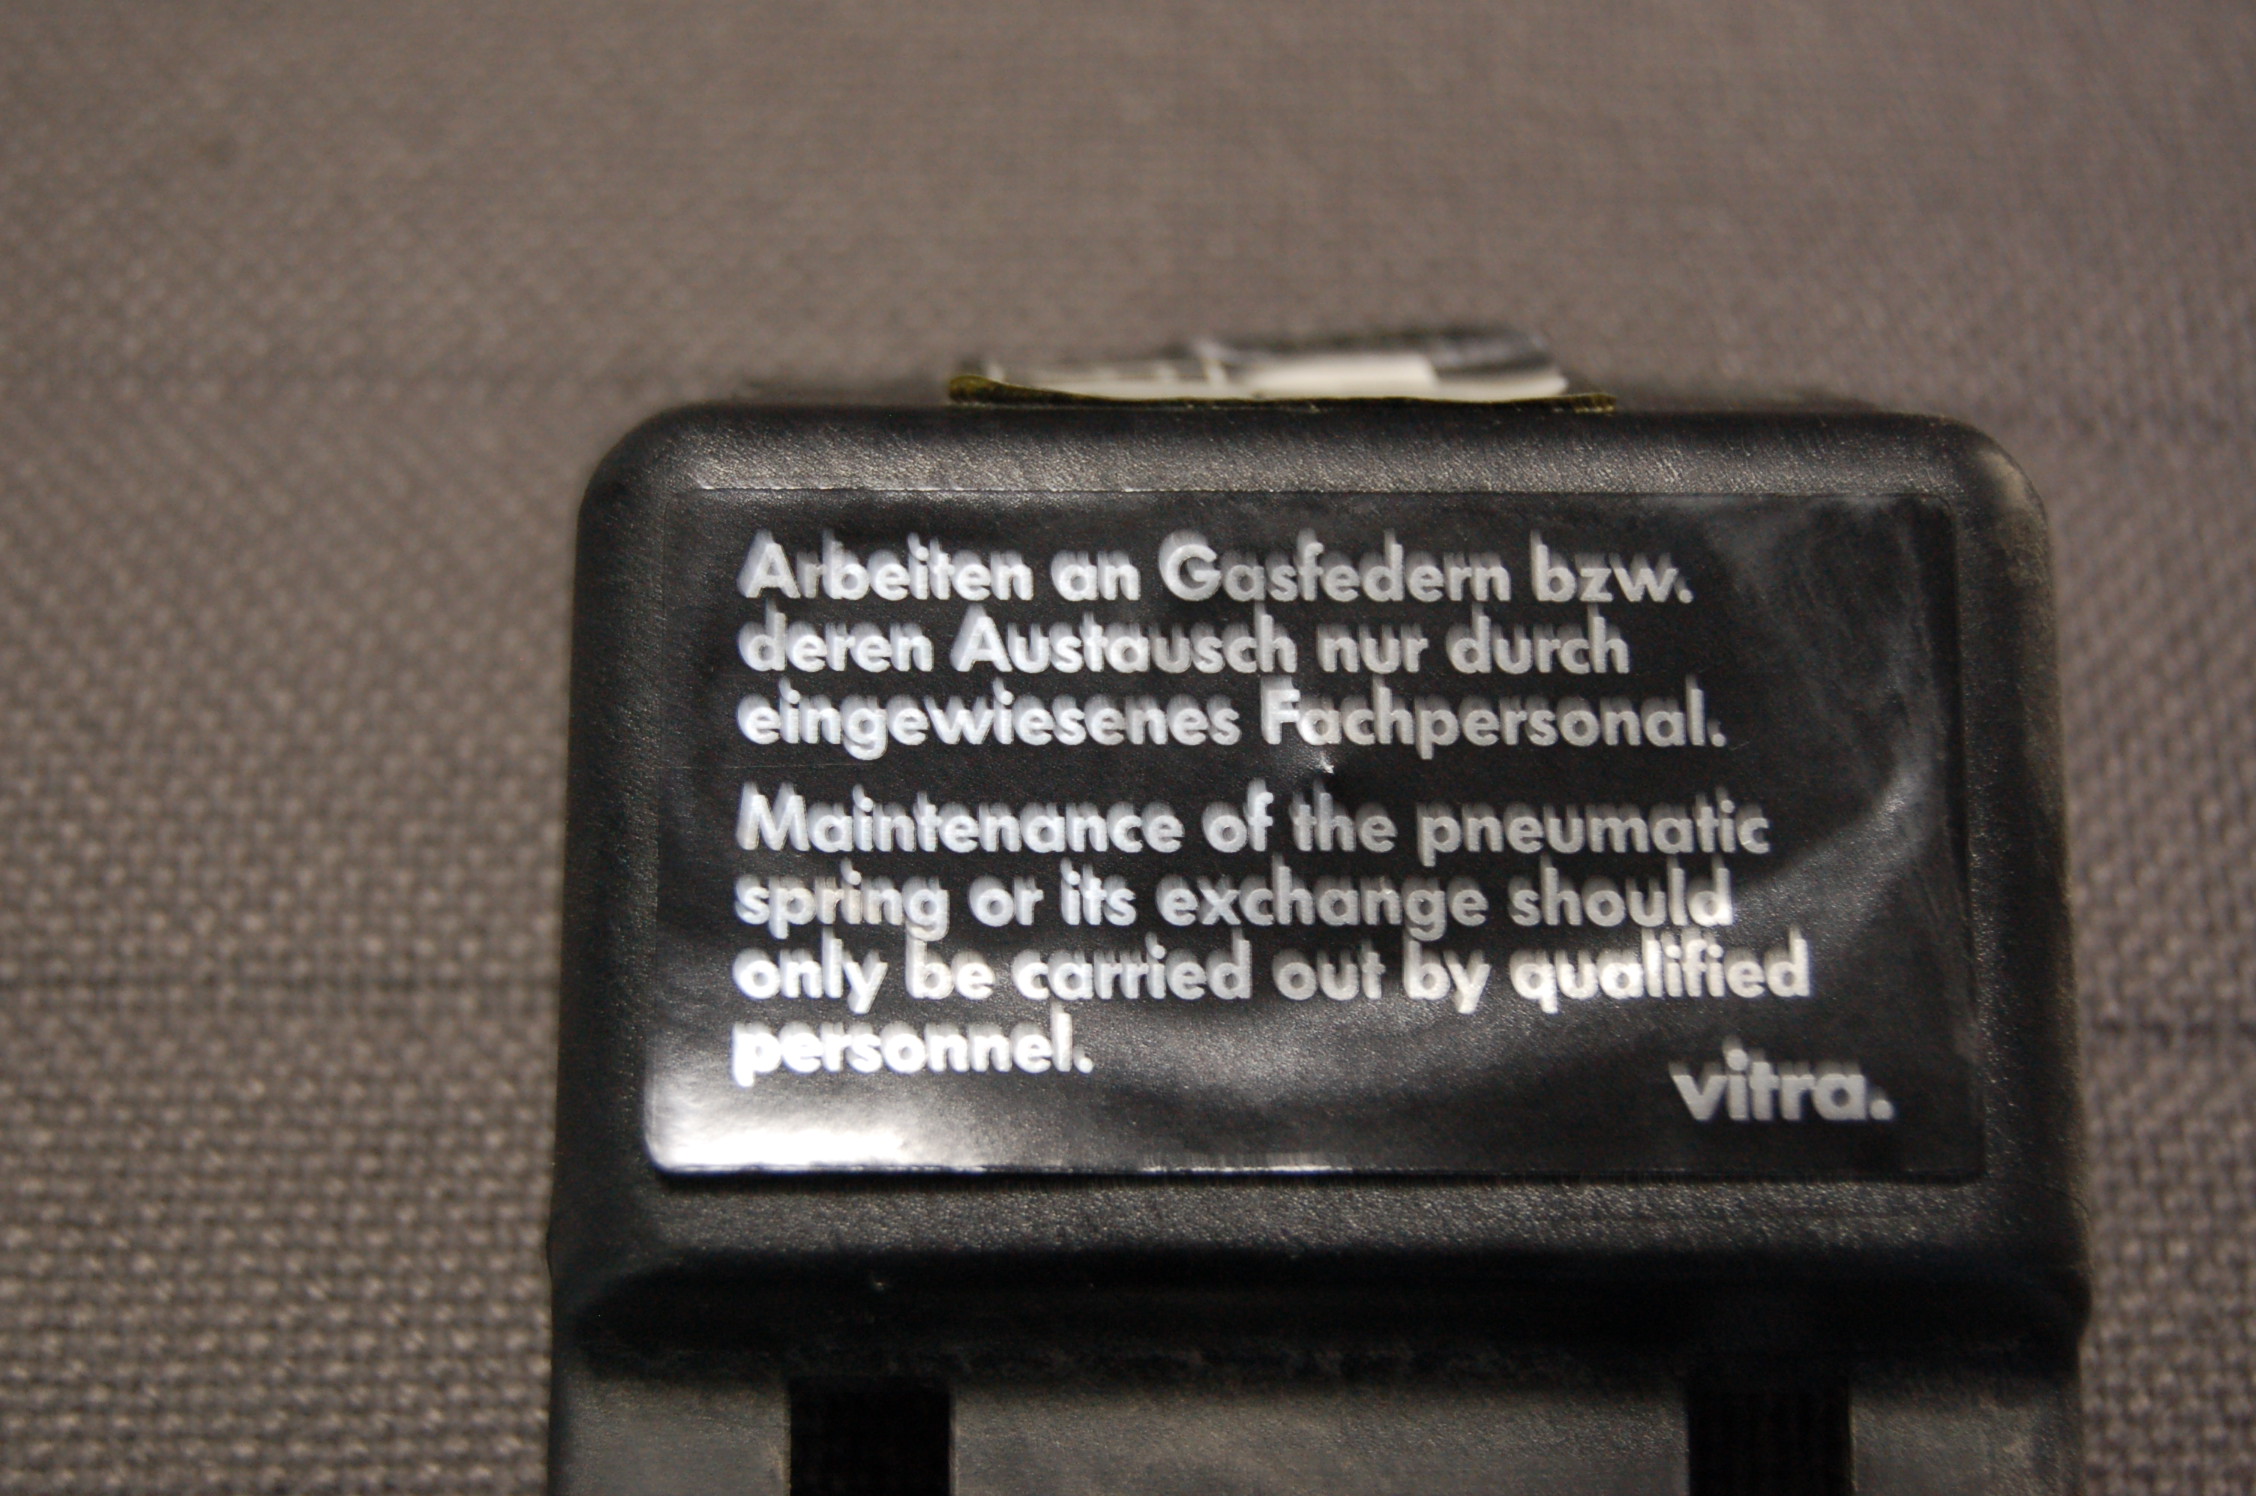 Arbeiten an Gasfedern bzw.
deren Austausch nur durch
eingewiesenes Fachpersonal.
Maintenance of the pneumatic
spring or its exchange should
only be carried out by qualified
personnel.
vitra.